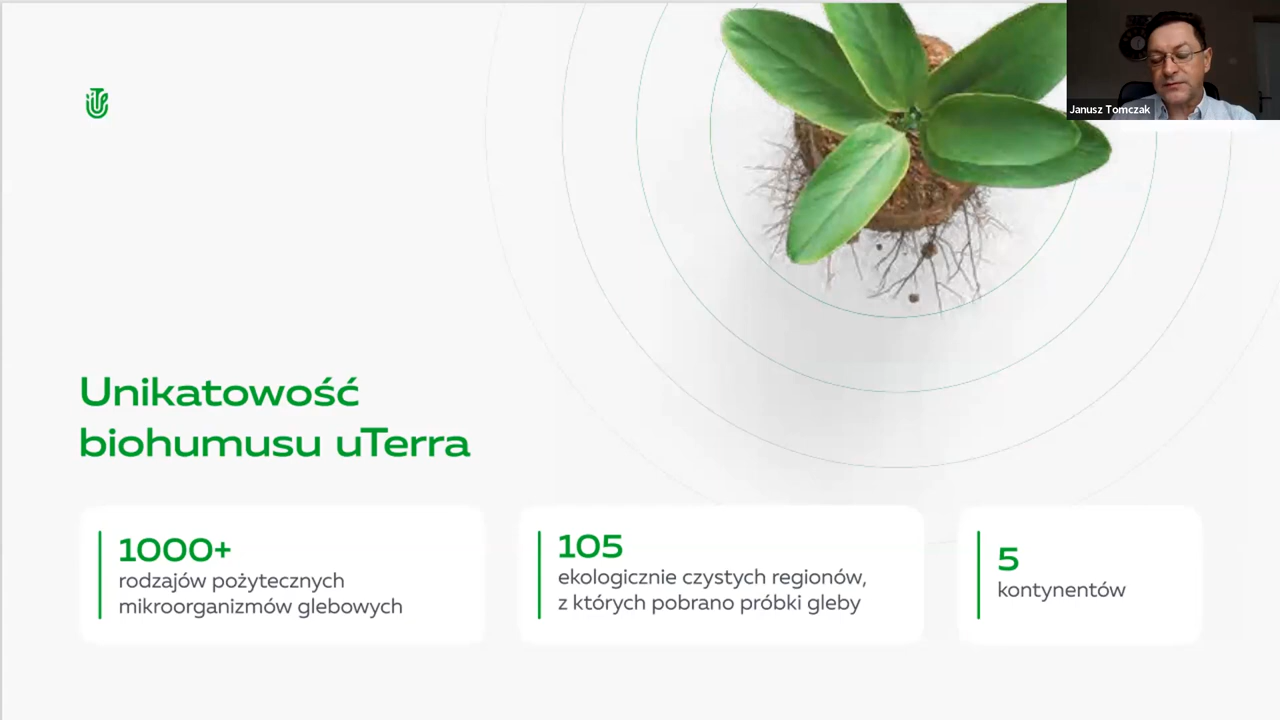 Janusz Tomczak
Unikatowość
biohumusu uTerra
1000+
rodzajów pożytecznych
mikroorganizmów glebowych
105
ekologicznie czystych regionów,
z których pobrano próbki gleby
5
kontynentów